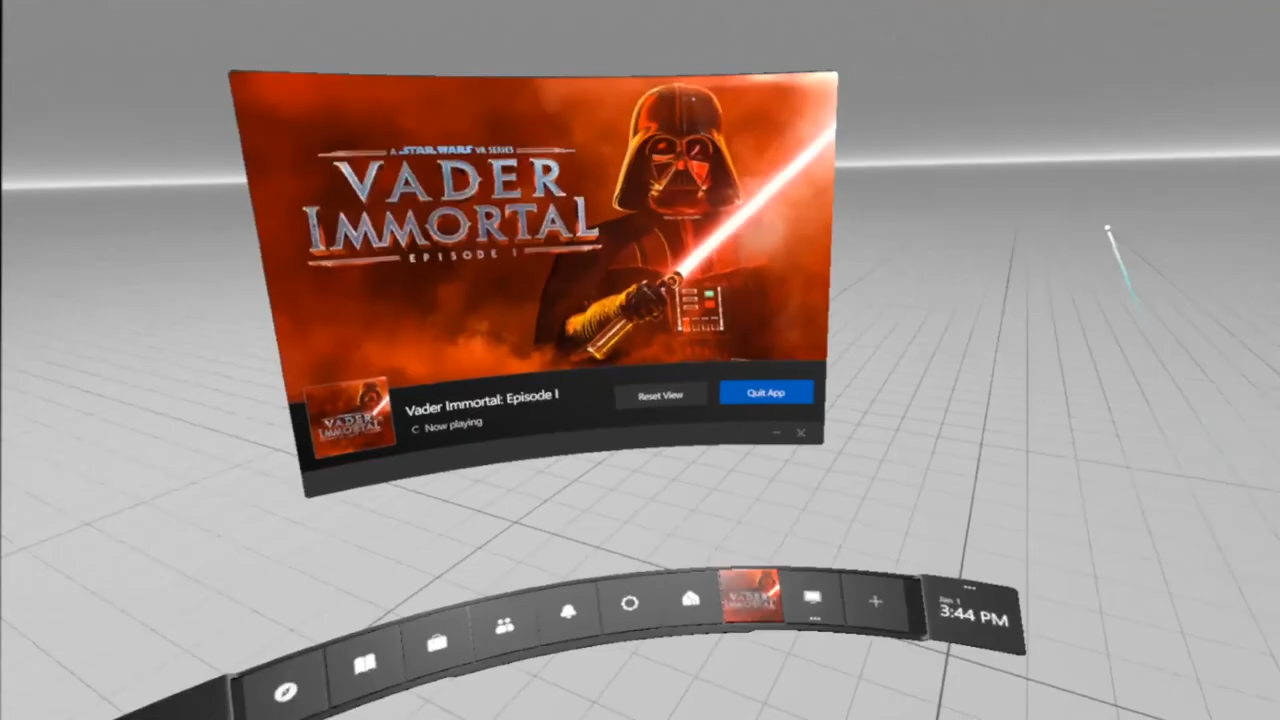 A STAR WARS VR SERIES
VADER
IMMORTAL
EPISODE I
VADER
IMMORTAL
Vader Immortal: Episode I
Now playing
Reset View
Quit App
IMMORTAL
Jan 1
3:44 PM